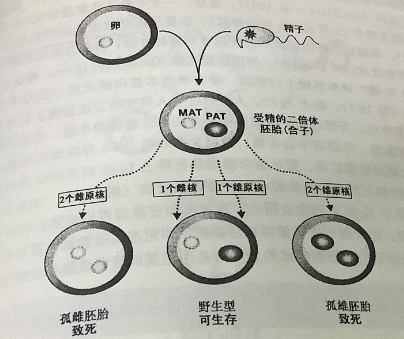 卵
精子
MAT PAT
受精的二倍体
胚胎(合子)
2个雌原核
1个雌核
1个雄原核
2个雄原核
孤雌胚胎
致死
野生型
可生存
孤雄胚胎
致死